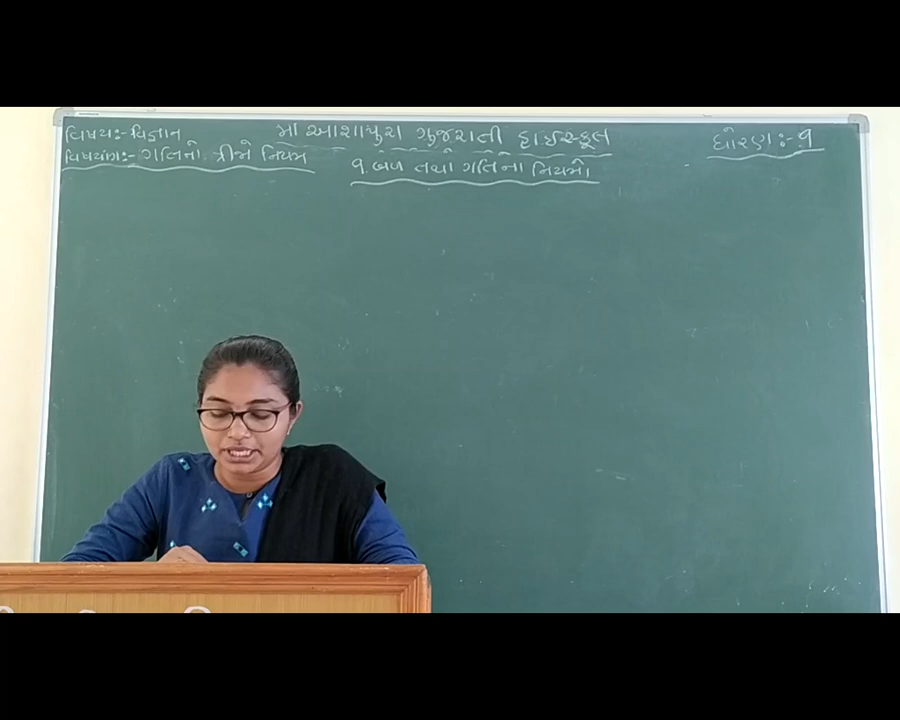 વિષય:- વિજ્ઞાન
મા આશાપુરા ગુજરાતી હાઈસ્કૂલ
ધોરણ:- ૧
વિષયાંગ:- ગતિનો ત્રીજો નિયમ
૧. બળ તથા ગતિના નિયમો